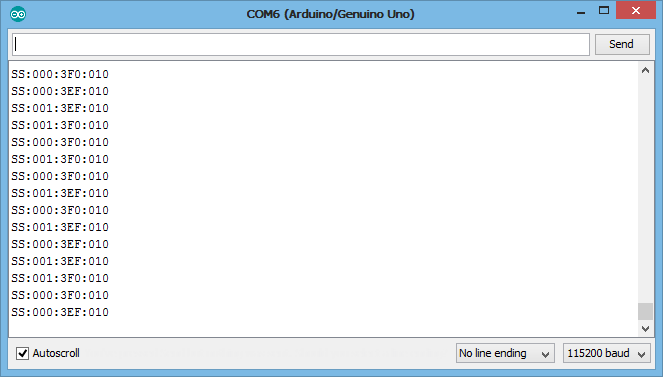 COM6 (Arduino/Genuino Uno)
Send
SS:000:3F0:010
SS:000:3EF:010
SS:001:3EF:010
SS:001:3F0:010
SS:000:3F0:010
SS:001:3F0:010
SS:000:3F0:010
SS:001:3EF:010
SS:000:3F0:010
SS:001:3EF:010
SS:000:3EF:010
SS:001:3EF:010
SS:001:3F0:010
SS:000:3F0:010
SS:000:3EF:010
Autoscroll No line ending 115200 baud